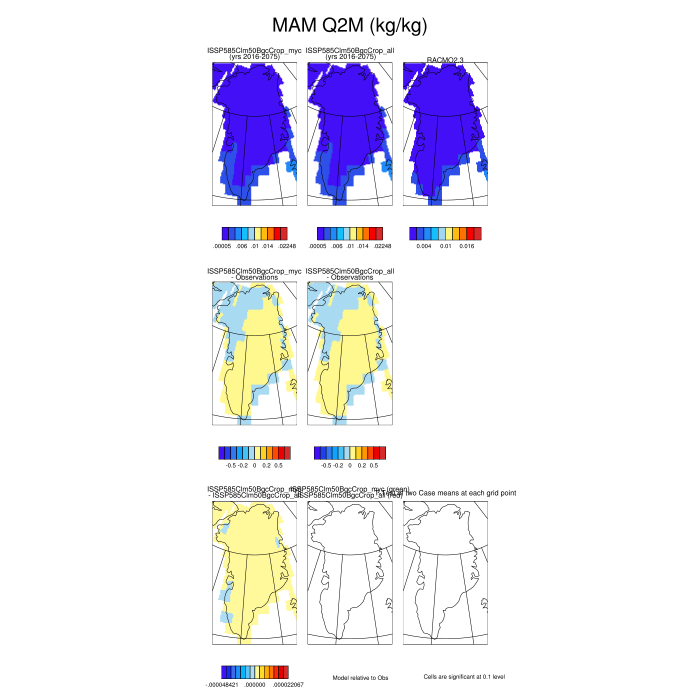 MAM Q2M (kg/kg)
ISSP585Clm50BgcCrop_myc
(yrs 2016-2075)
ISSP585Clm50BgcCrop_all
(yrs 2016-2075)
RACMO2.3
.00005 .006 .01 .014 .02248
.00005 .006 .01 .014 .02248
0.004 0.01 0.016
ISSP585Clm50BgcCrop_myc
- Observations
ISSP585Clm50BgcCrop_all
- Observations
-0.5 -0.2 0 0.2 0.5
-0.5 -0.2 0 0.2 0.5
ISSP585Clm50BgcCrop_myc
- ISSP585Clm50BgcCrop_all
ISSP585Clm50BgcCrop_myc (green)
ISSP585Clm50BgcCrop_all (red)
two Case means at each grid point
-.000048421 .000000 .000022067
Model relative to Obs
Cells are significant at 0.1 level